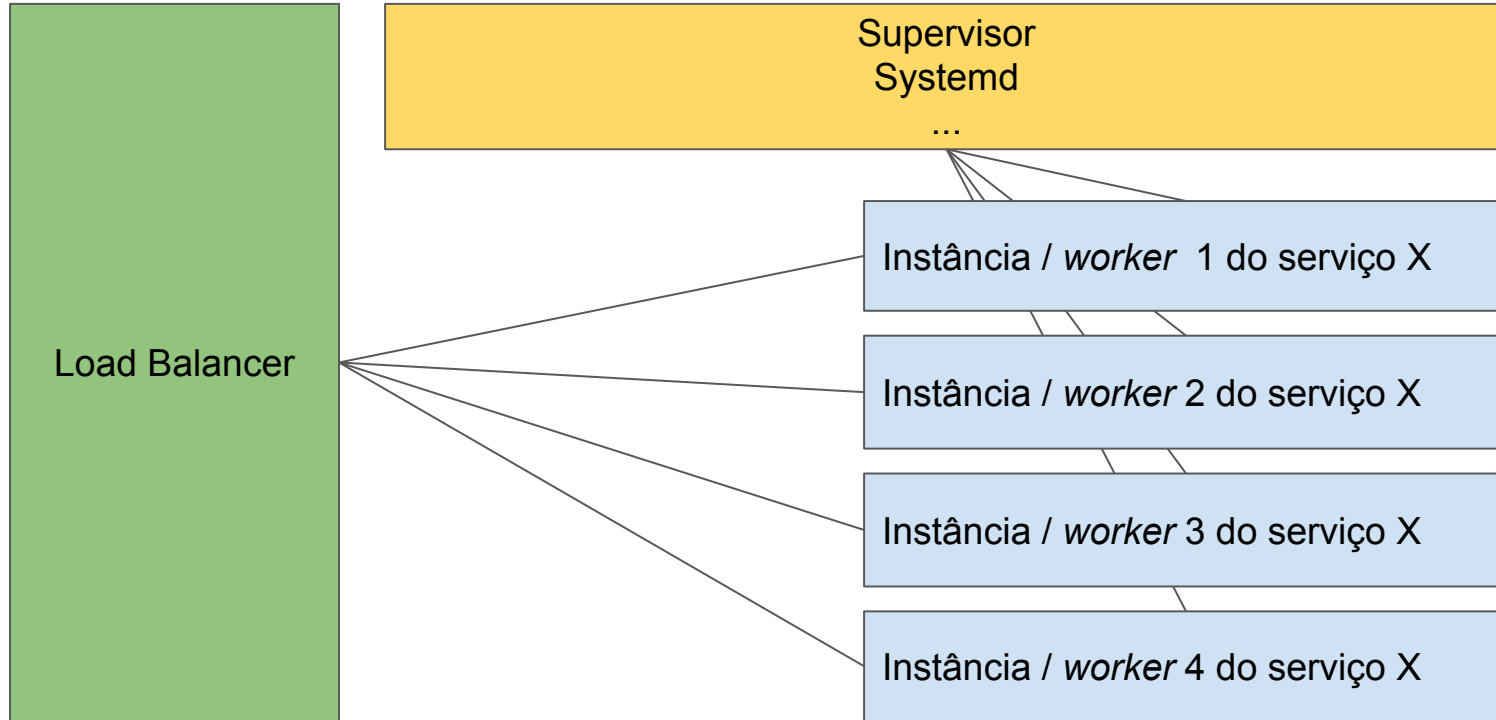 Supervisor
Systemd
...
Load Balancer
Instância / worker 1 do serviço X
Instância / worker 2 do serviço X
Instância / worker 3 do serviço X
Instância / worker 4 do serviço X